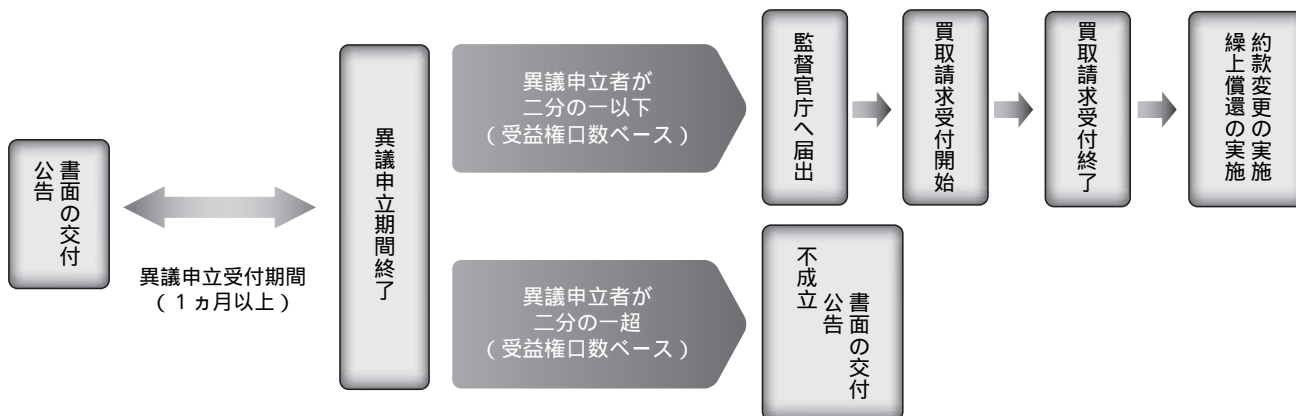 書面の交付
公告
異議申立受付期間
(1ヵ月以上)
異議申立期間終了
異議申立者が
二分の一以下
(受益権口数ベース)
監督官庁へ届出
買取請求受付開始
買取請求受付終了
約款変更の実施
繰上償還の実施
異議申立者が
二分の一超
(受益権口数ベース)
不成立
書面の交付
公告